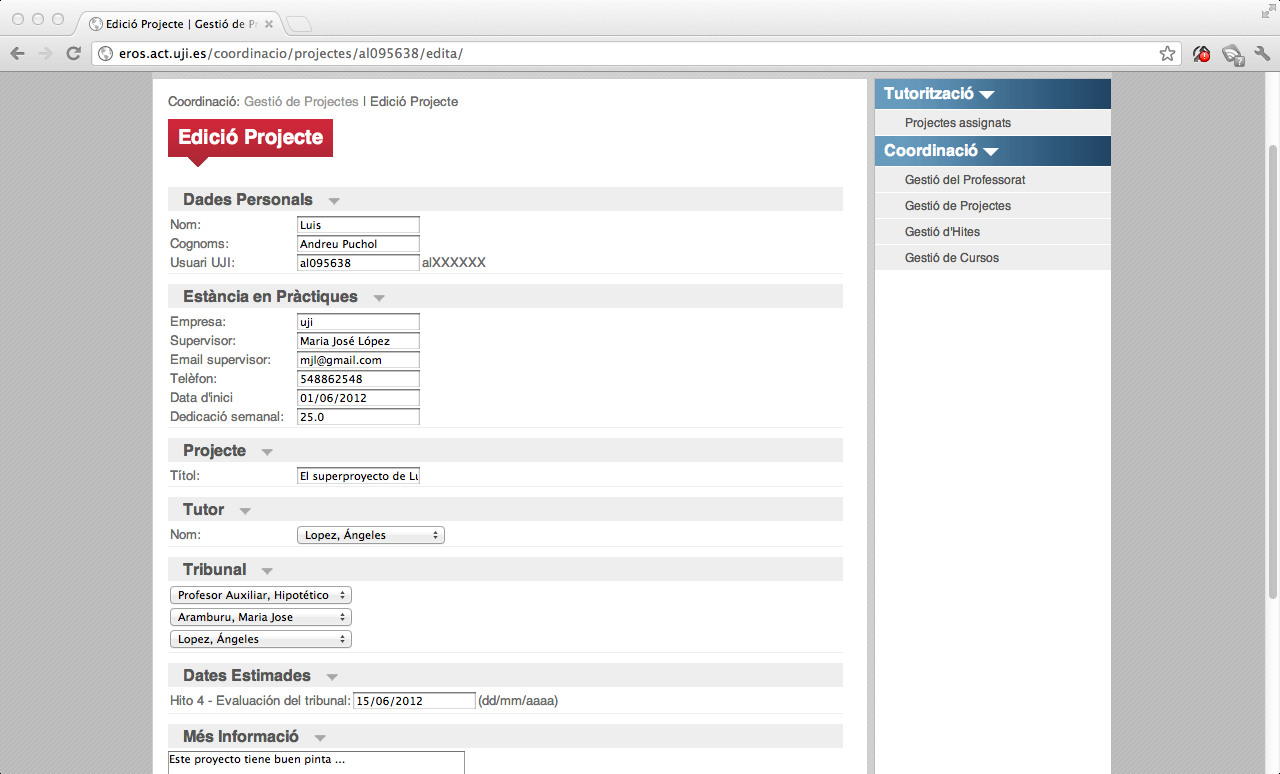 Edició Projecte | Gestió de Pr
eros.act.uji.es/coordinacio/projectes/al095638/edita/
Coordinació: Gestió de Projectes | Edició Projecte
Edició Projecte
Dades Personals
Nom: Luis
Cognoms: Andreu Puchol
Usuari UJI: al095638 alXXXXXX
Estància en Pràctiques
Empresa: uji
Supervisor: Maria José López
Email supervisor: mjl@gmail.com
Telèfon: 548862548
Data d'inici 01/06/2012
Dedicació semanal: 25.0
Projecte
Títol: El superproyecto de Lu
Tutor
Nom: Lopez, Ángeles
Tribunal
Profesor Auxiliar, Hipotético
Aramburu, Maria Jose
Lopez, Ángeles
Dates Estimades
Hito 4 - Evaluación del tribunal: 15/06/2012 (dd/mm/aaaa)
Més Informació
Este proyecto tiene buen pinta ...
Tutorització
Projectes assignats
Coordinació
Gestió del Professorat
Gestió de Projectes
Gestió d'Hites
Gestió de Cursos